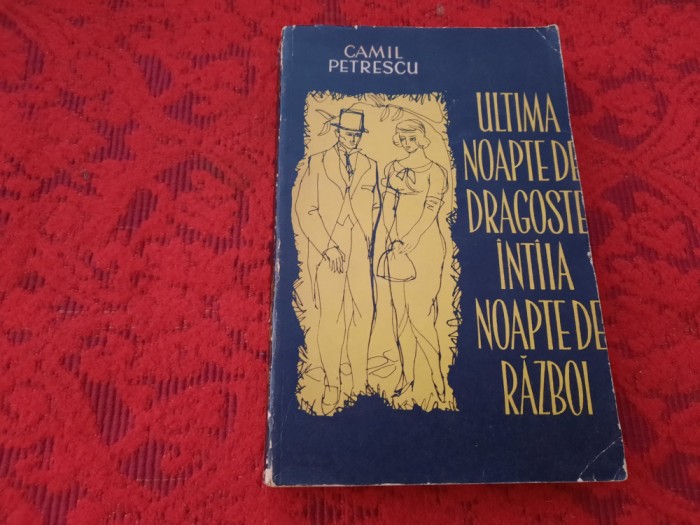 CAMIL
PETRESCU
ULTIMA
NOAPTE DE
DRAGOSTE
ÎNTÎIA
NOAPTE DE
RĂZBOI